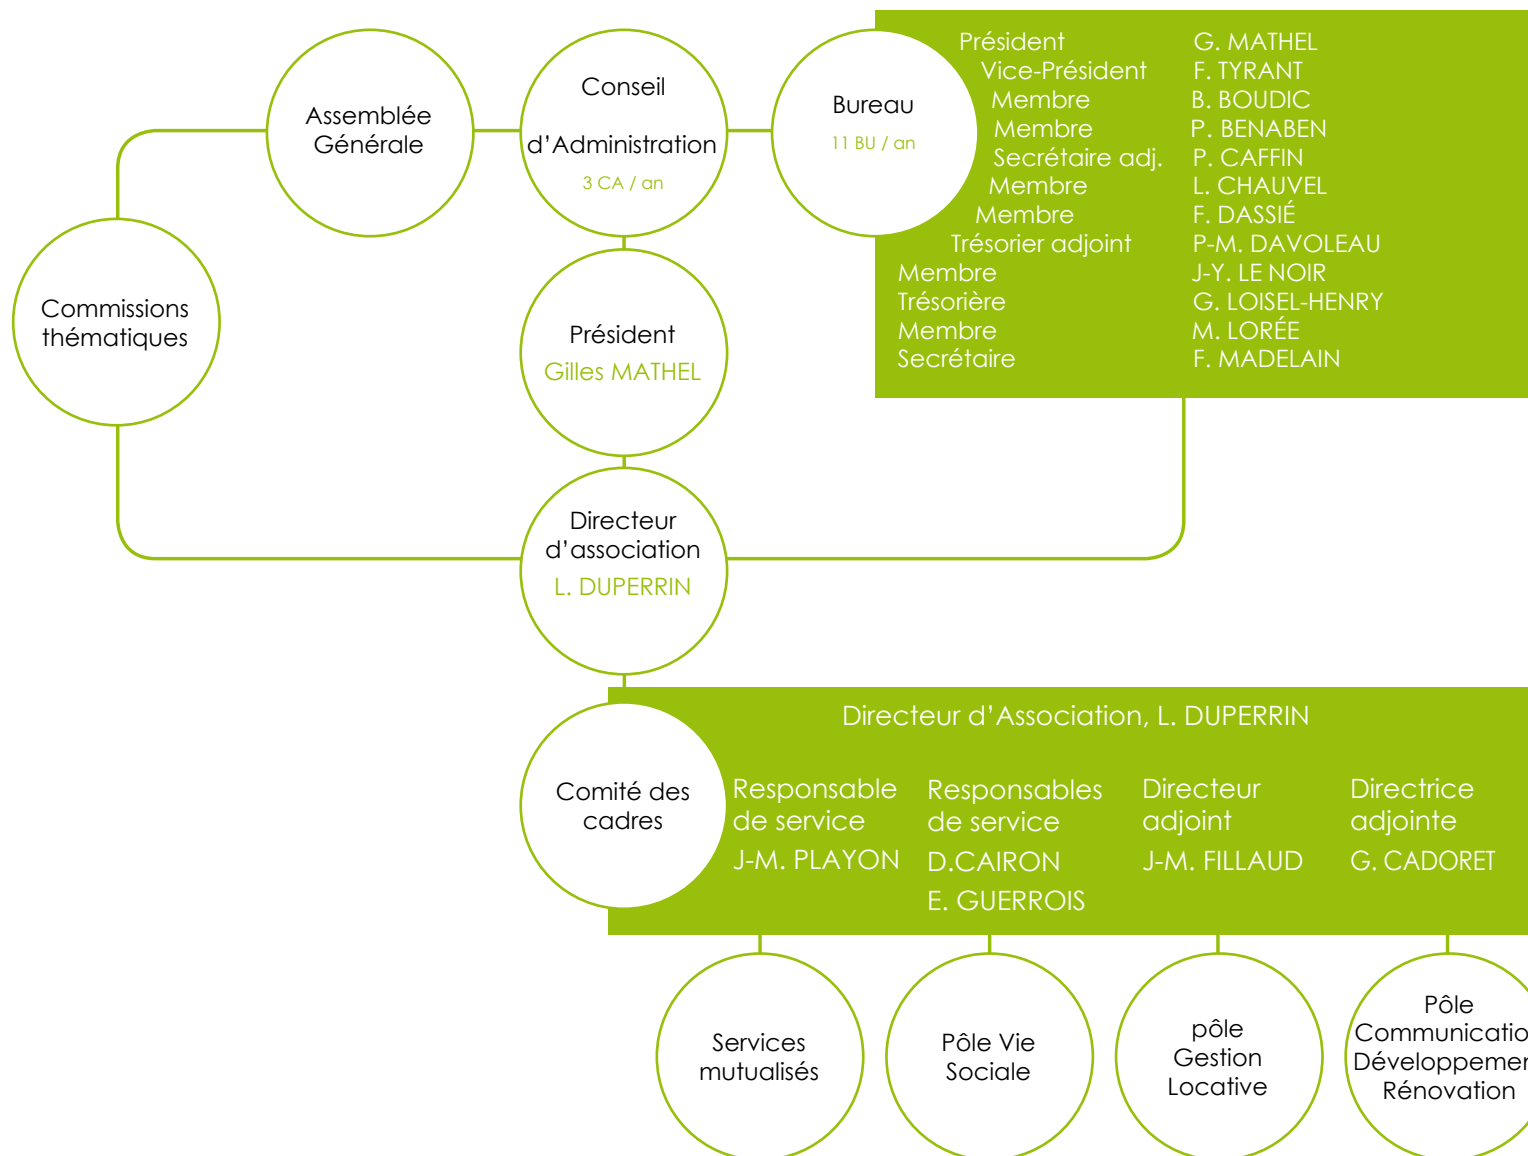 Assemblée
Générale
Conseil
d'Administration
3 CA / an
Bureau
11 BU / an
Président G. MATHEL
Vice-Président F. TYRANT
Membre B. BOUDIC
Membre P. BENABEN
Secrétaire adj. P. CAFFIN
Membre L. CHAUVEL
Membre F. DASSIÉ
Trésorier adjoint P-M. DAVOLEAU
Membre J-Y. LE NOIR
Trésorière G. LOISEL-HENRY
Membre M. LORÉE
Secrétaire F. MADELAIN
Commissions
thématiques
Président
Gilles MATHEL
Directeur
d'association
L. DUPERRIN
Directeur d'Association, L. DUPERRIN
Comité des
cadres
Responsable
de service
J-M. PLAYON
Responsables
de service
D.CAIRON
E. GUERROIS
Directeur
adjoint
J-M. FILLAUD
Directrice
adjointe
G. CADORET
Services
mutualisés
Pôle Vie
Sociale
pôle
Gestion
Locative
Pôle
Communicatio
Développemen
Rénovation